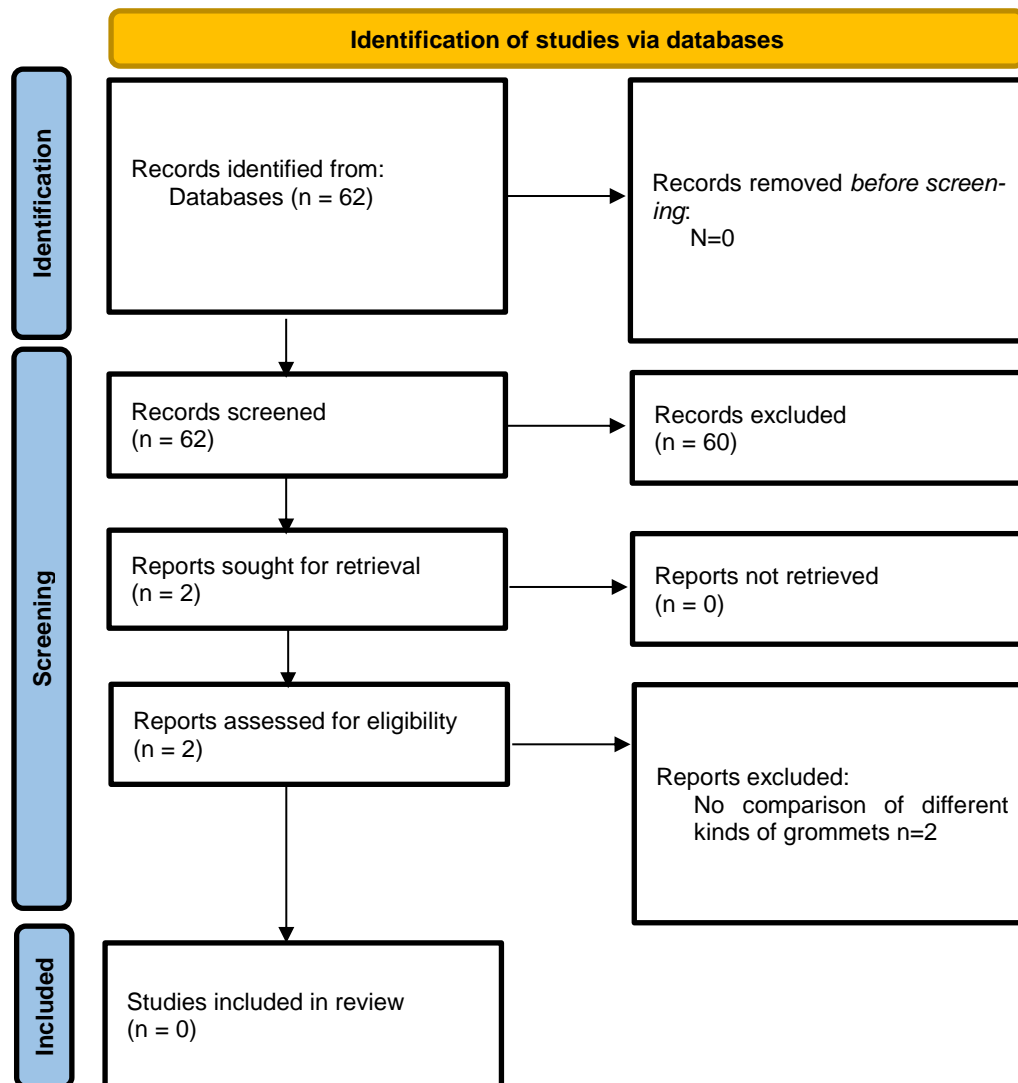 Identification of studies via databases
Identification
Records identified from:
Databases (n = 62)
Records removed before screen-
ing:
N=0
Screening
Records screened
(n = 62)
Records excluded
(n = 60)
Reports sought for retrieval
(n = 2)
Reports not retrieved
(n = 0)
Reports assessed for eligibility
(n = 2)
Reports excluded:
No comparison of different
kinds of grommets n=2
Included
Studies included in review
(n = 0)